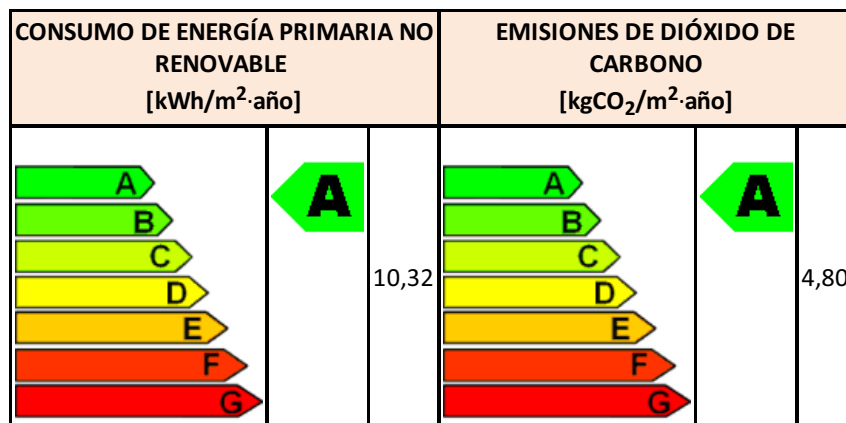 CONSUMO DE ENERGÍA PRIMARIA NO
RENOVABLE
[kWh/m²·año]
EMISIONES DE DIÓXIDO DE
CARBONO
[kgCO₂/m²·año]
A
B
C
D
E
F
G
A
10,32
A
B
C
D
E
F
G
A
4,80